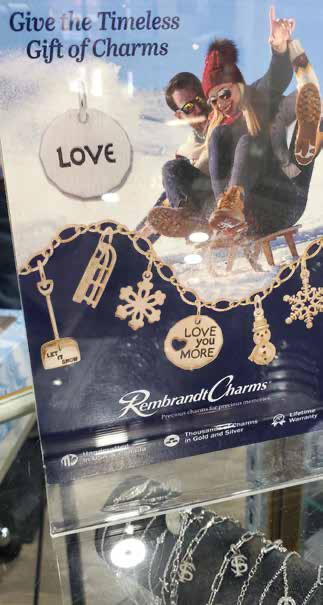 Give the Timeless
Gift of Charms
LOVE
LET
IT
SNOW
LOVE
you
MORE
Rembrandt Charms
Precious charms for precious memories
Thousands Charms
in Gold and Silver
Lifetime
Warranty